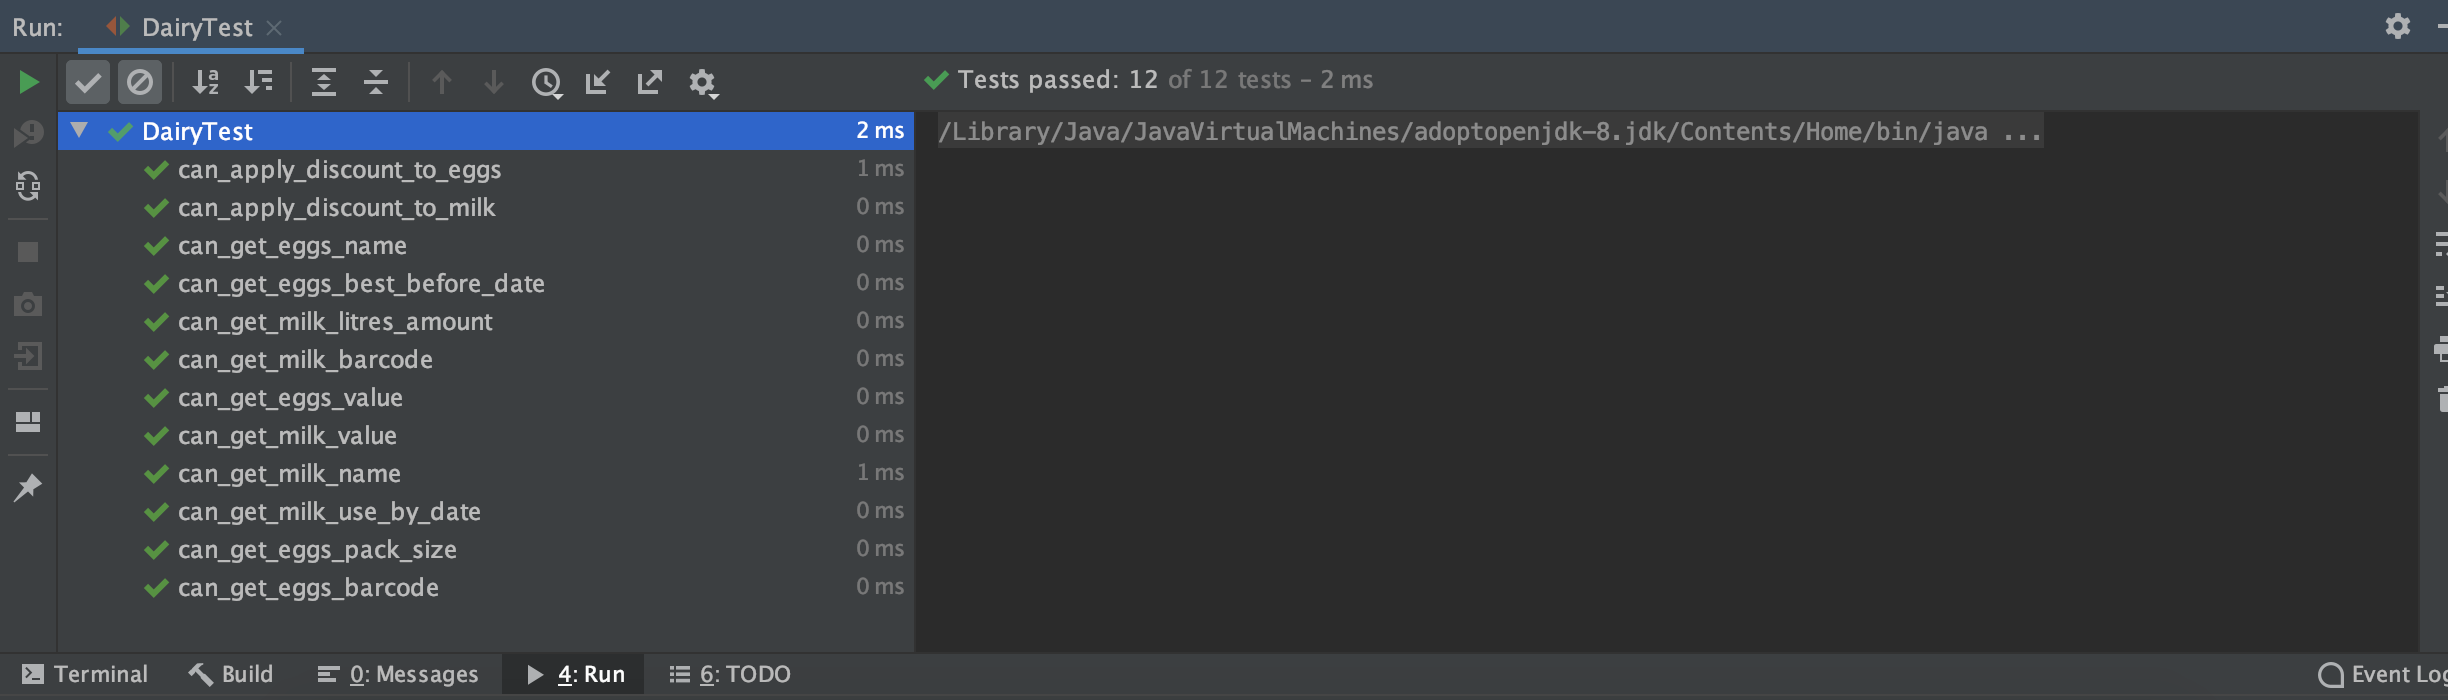 Run: DairyTest
Tests passed: 12 of 12 tests – 2 ms
DairyTest 2 ms
/Library/Java/JavaVirtualMachines/adoptopenjdk-8.jdk/Contents/Home/bin/java ...
can_apply_discount_to_eggs 1 ms
can_apply_discount_to_milk 0 ms
can_get_eggs_name 0 ms
can_get_eggs_best_before_date 0 ms
can_get_milk_litres_amount 0 ms
can_get_milk_barcode 0 ms
can_get_eggs_value 0 ms
can_get_milk_value 0 ms
can_get_milk_name 1 ms
can_get_milk_use_by_date 0 ms
can_get_eggs_pack_size 0 ms
can_get_eggs_barcode 0 ms
Terminal Build 0: Messages 4: Run 6: TODO Event Log